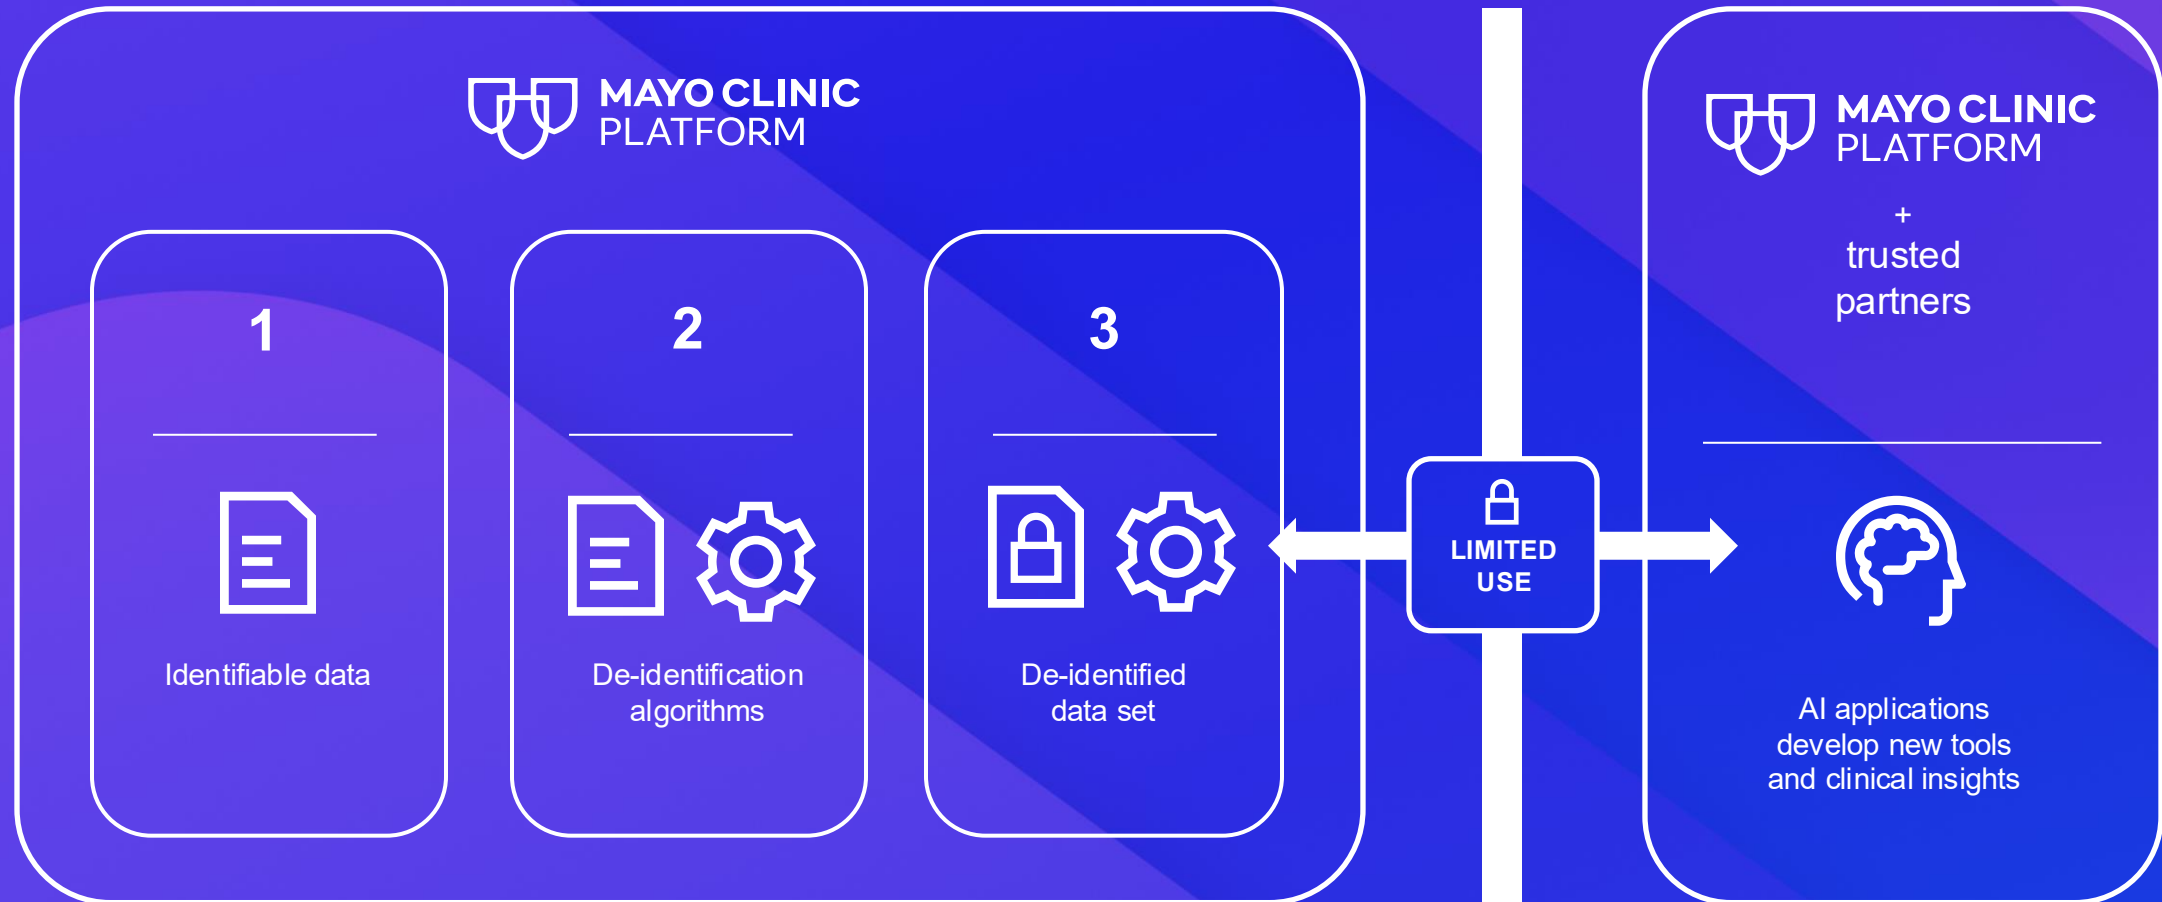 MAYO CLINIC
PLATFORM
1
Identifiable data
2
De-identification
algorithms
3
De-identified
data set
LIMITED
USE
MAYO CLINIC
PLATFORM
+
trusted
partners
AI applications
develop new tools
and clinical insights